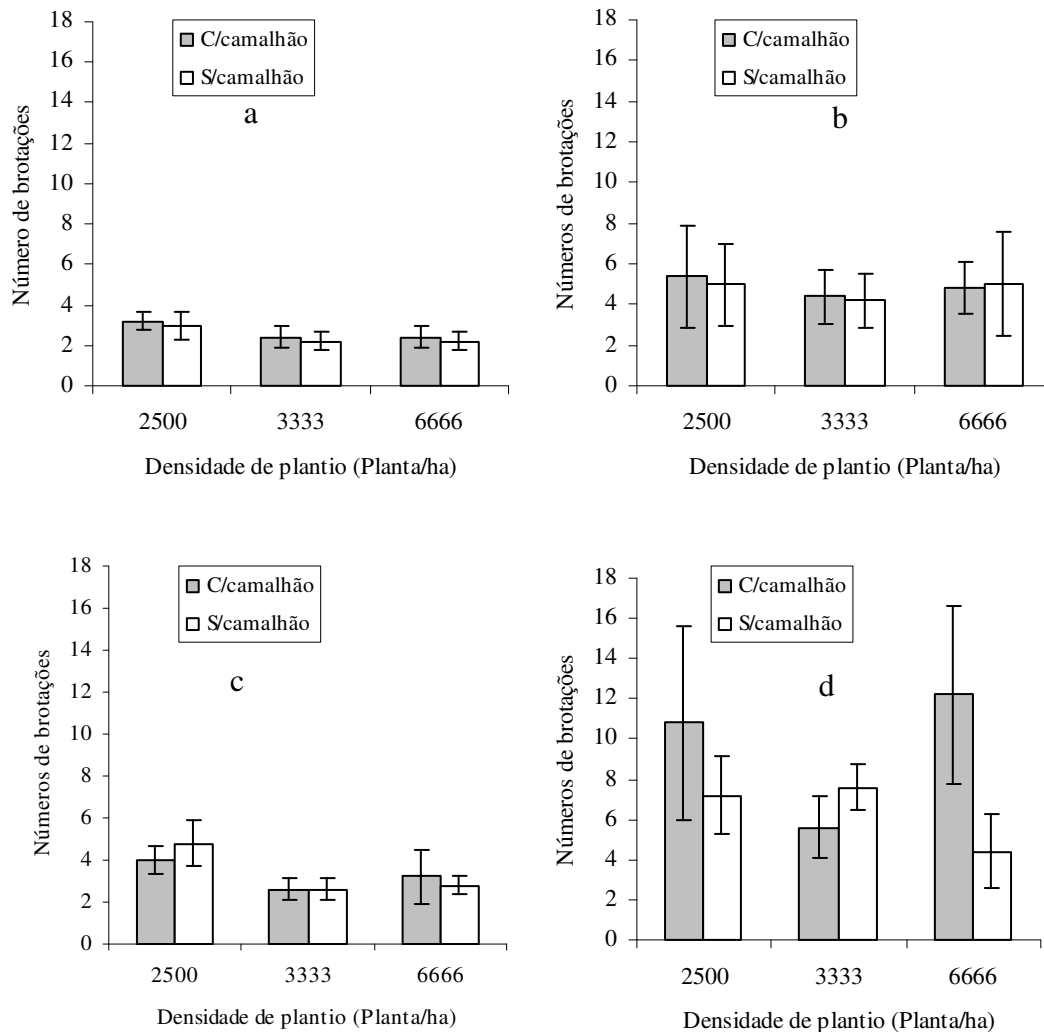 18
16
14
12
10
8
6
4
2
0
Número de brotações
C/camalhão
S/camalhão
a
2500 3333 6666
Densidade de plantio (Planta/ha)
18
16
14
12
10
8
6
4
2
0
Números de brotações
C/camalhão
S/camalhão
b
2500 3333 6666
Densidade de plantio (Planta/ha)
18
16
14
12
10
8
6
4
2
0
Números de brotações
C/camalhão
S/camalhão
c
2500 3333 6666
Densidade de plantio (Planta/ha)
18
16
14
12
10
8
6
4
2
0
Números de brotações
C/camalhão
S/camalhão
d
2500 3333 6666
Densidade de plantio (Planta/ha)